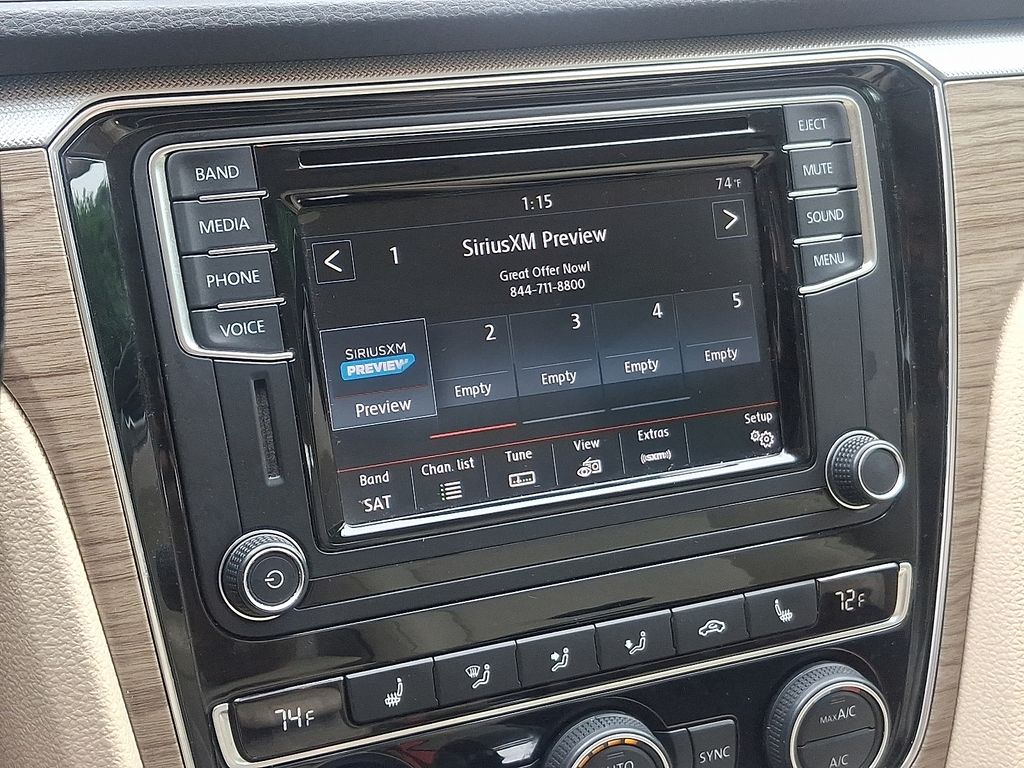 BAND
MEDIA
PHONE
VOICE
EJECT
MUTE
SOUND
MENU
1:15
74°F
1
SiriusXM Preview
Great Offer Now!
844-711-8800
SIRIUSXM
PREVIEW
Preview
2
Empty
3
Empty
4
Empty
5
Empty
Band
SAT
Chan. list
Tune
View
Extras
((SXM))
Setup
74F
72F
AUTO
SYNC
MAX A/C
A/C